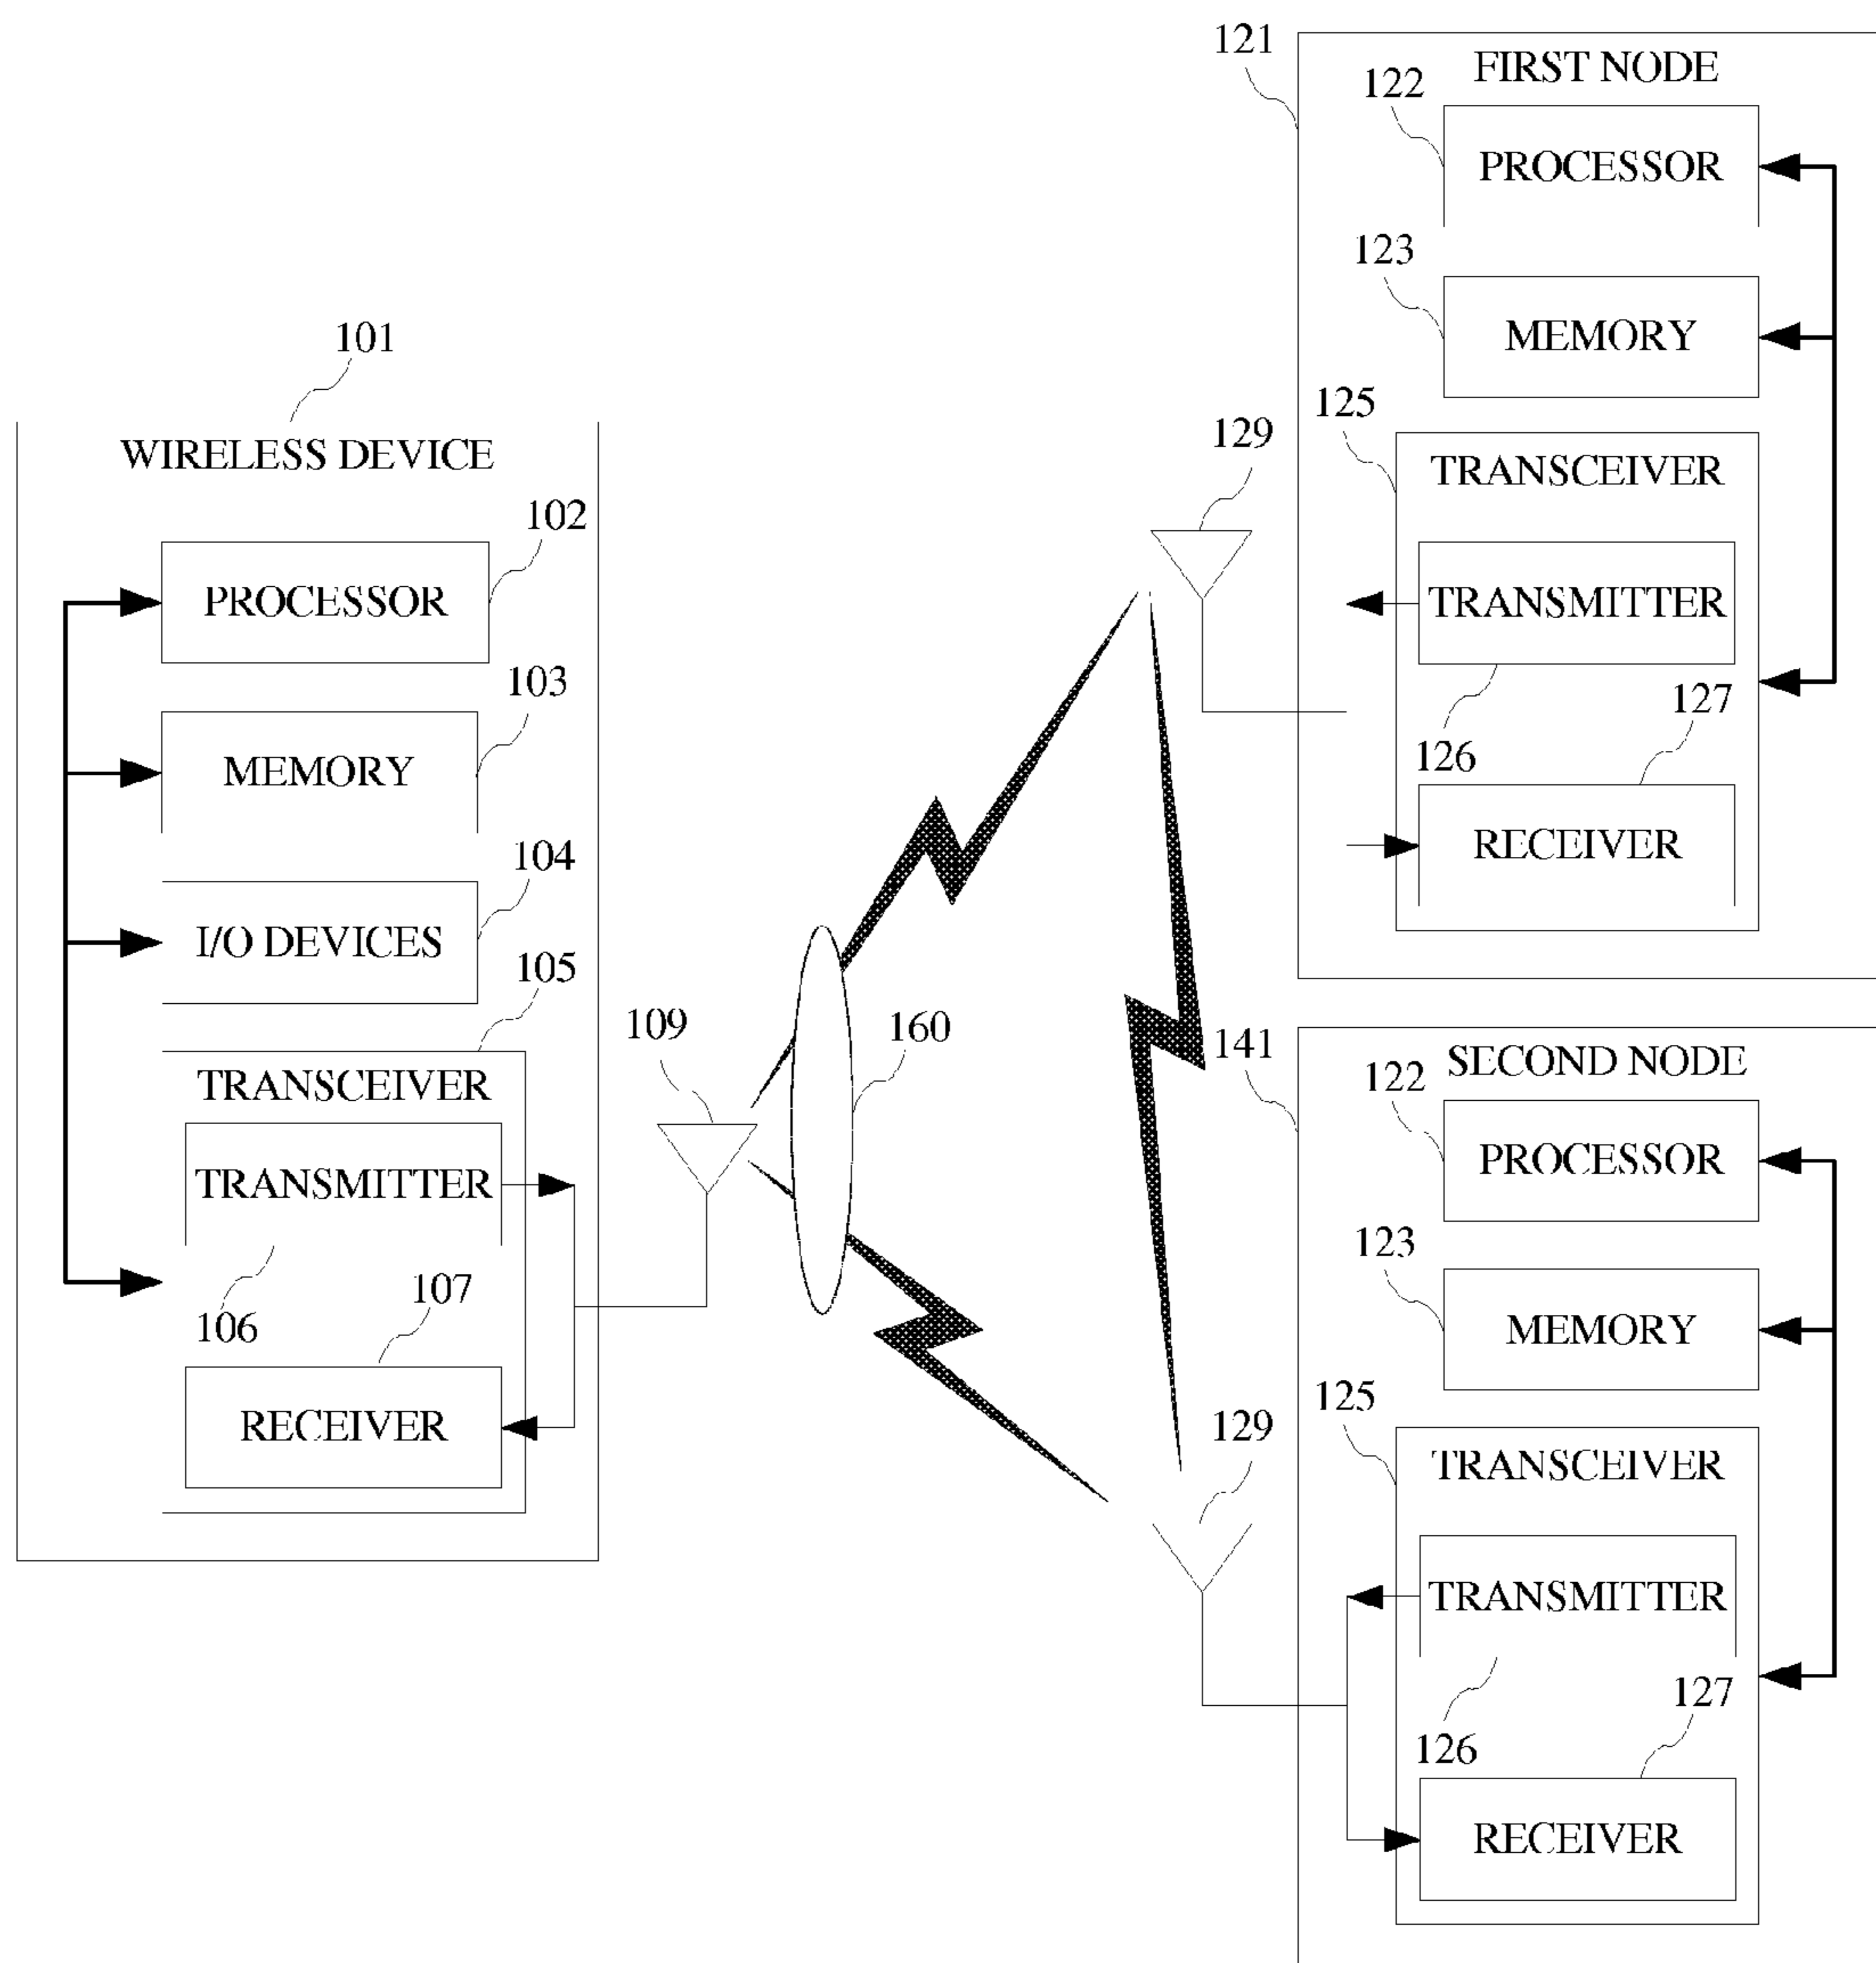 101
WIRELESS DEVICE
102
PROCESSOR
103
MEMORY
104
I/O DEVICES
105
TRANSCEIVER
TRANSMITTER
106
107
RECEIVER
109
160
129
129
121
FIRST NODE
122
PROCESSOR
123
MEMORY
125
TRANSCEIVER
TRANSMITTER
126
127
RECEIVER
141
SECOND NODE
122
PROCESSOR
123
MEMORY
125
TRANSCEIVER
TRANSMITTER
126
127
RECEIVER